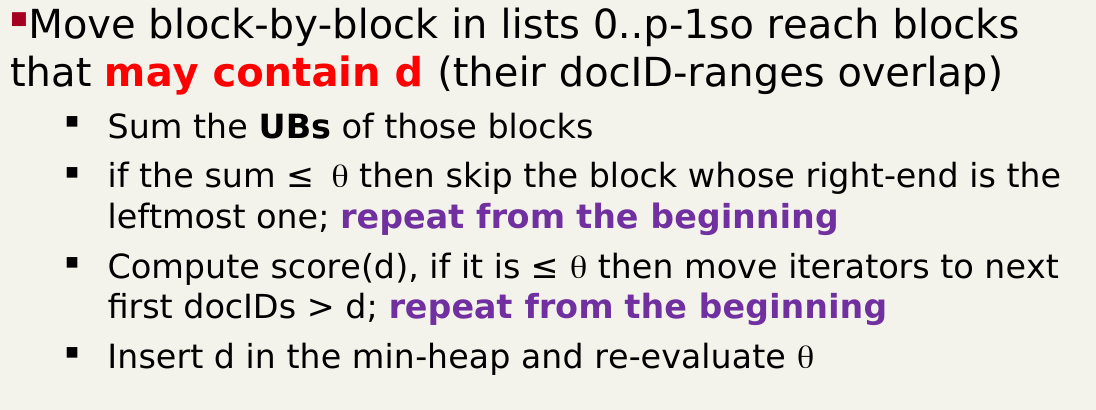 ▪Move block-by-block in lists 0..p-1so reach blocks
that may contain d (their docID-ranges overlap)
▪ Sum the UBs of those blocks
▪ if the sum ≤ θ then skip the block whose right-end is the
leftmost one; repeat from the beginning
▪ Compute score(d), if it is ≤ θ then move iterators to next
first docIDs > d; repeat from the beginning
▪ Insert d in the min-heap and re-evaluate θ